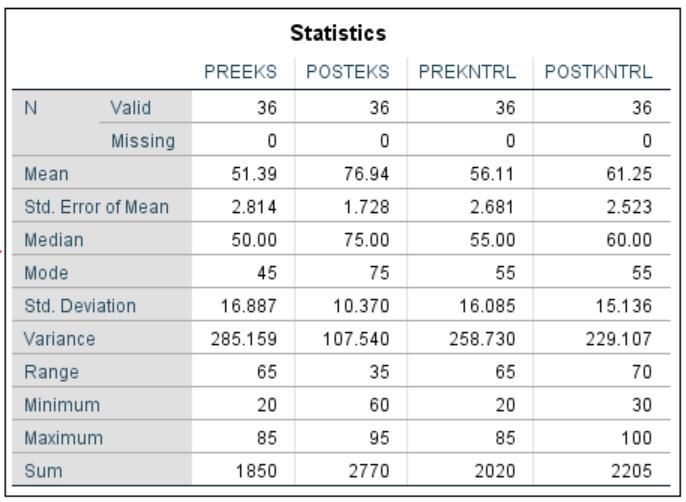 Statistics
PREEKS POSTEKS PREKNTRL POSTKNTRL
N Valid 36 36 36 36
Missing 0 0 0 0
Mean 51.39 76.94 56.11 61.25
Std. Error of Mean 2.814 1.728 2.681 2.523
Median 50.00 75.00 55.00 60.00
Mode 45 75 55 55
Std. Deviation 16.887 10.370 16.085 15.136
Variance 285.159 107.540 258.730 229.107
Range 65 35 65 70
Minimum 20 60 20 30
Maximum 85 95 85 100
Sum 1850 2770 2020 2205